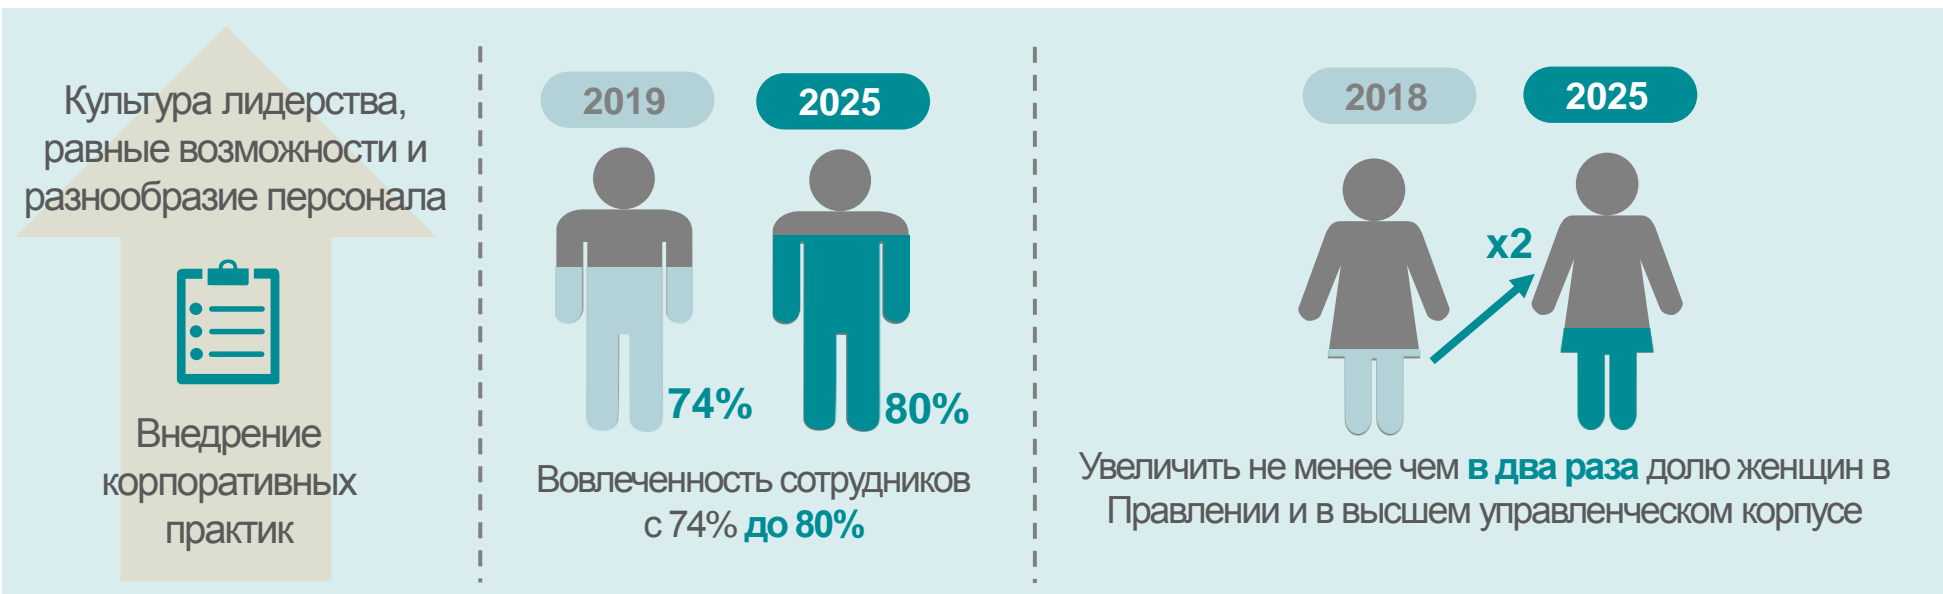 Культура лидерства,
равные возможности и
разнообразие персонала
Внедрение
корпоративных
практик
2019
2025
74%
80%
Вовлеченность сотрудников
с 74% до 80%
2018
2025
x2
Увеличить не менее чем в два раза долю женщин в
Правлении и в высшем управленческом корпусе